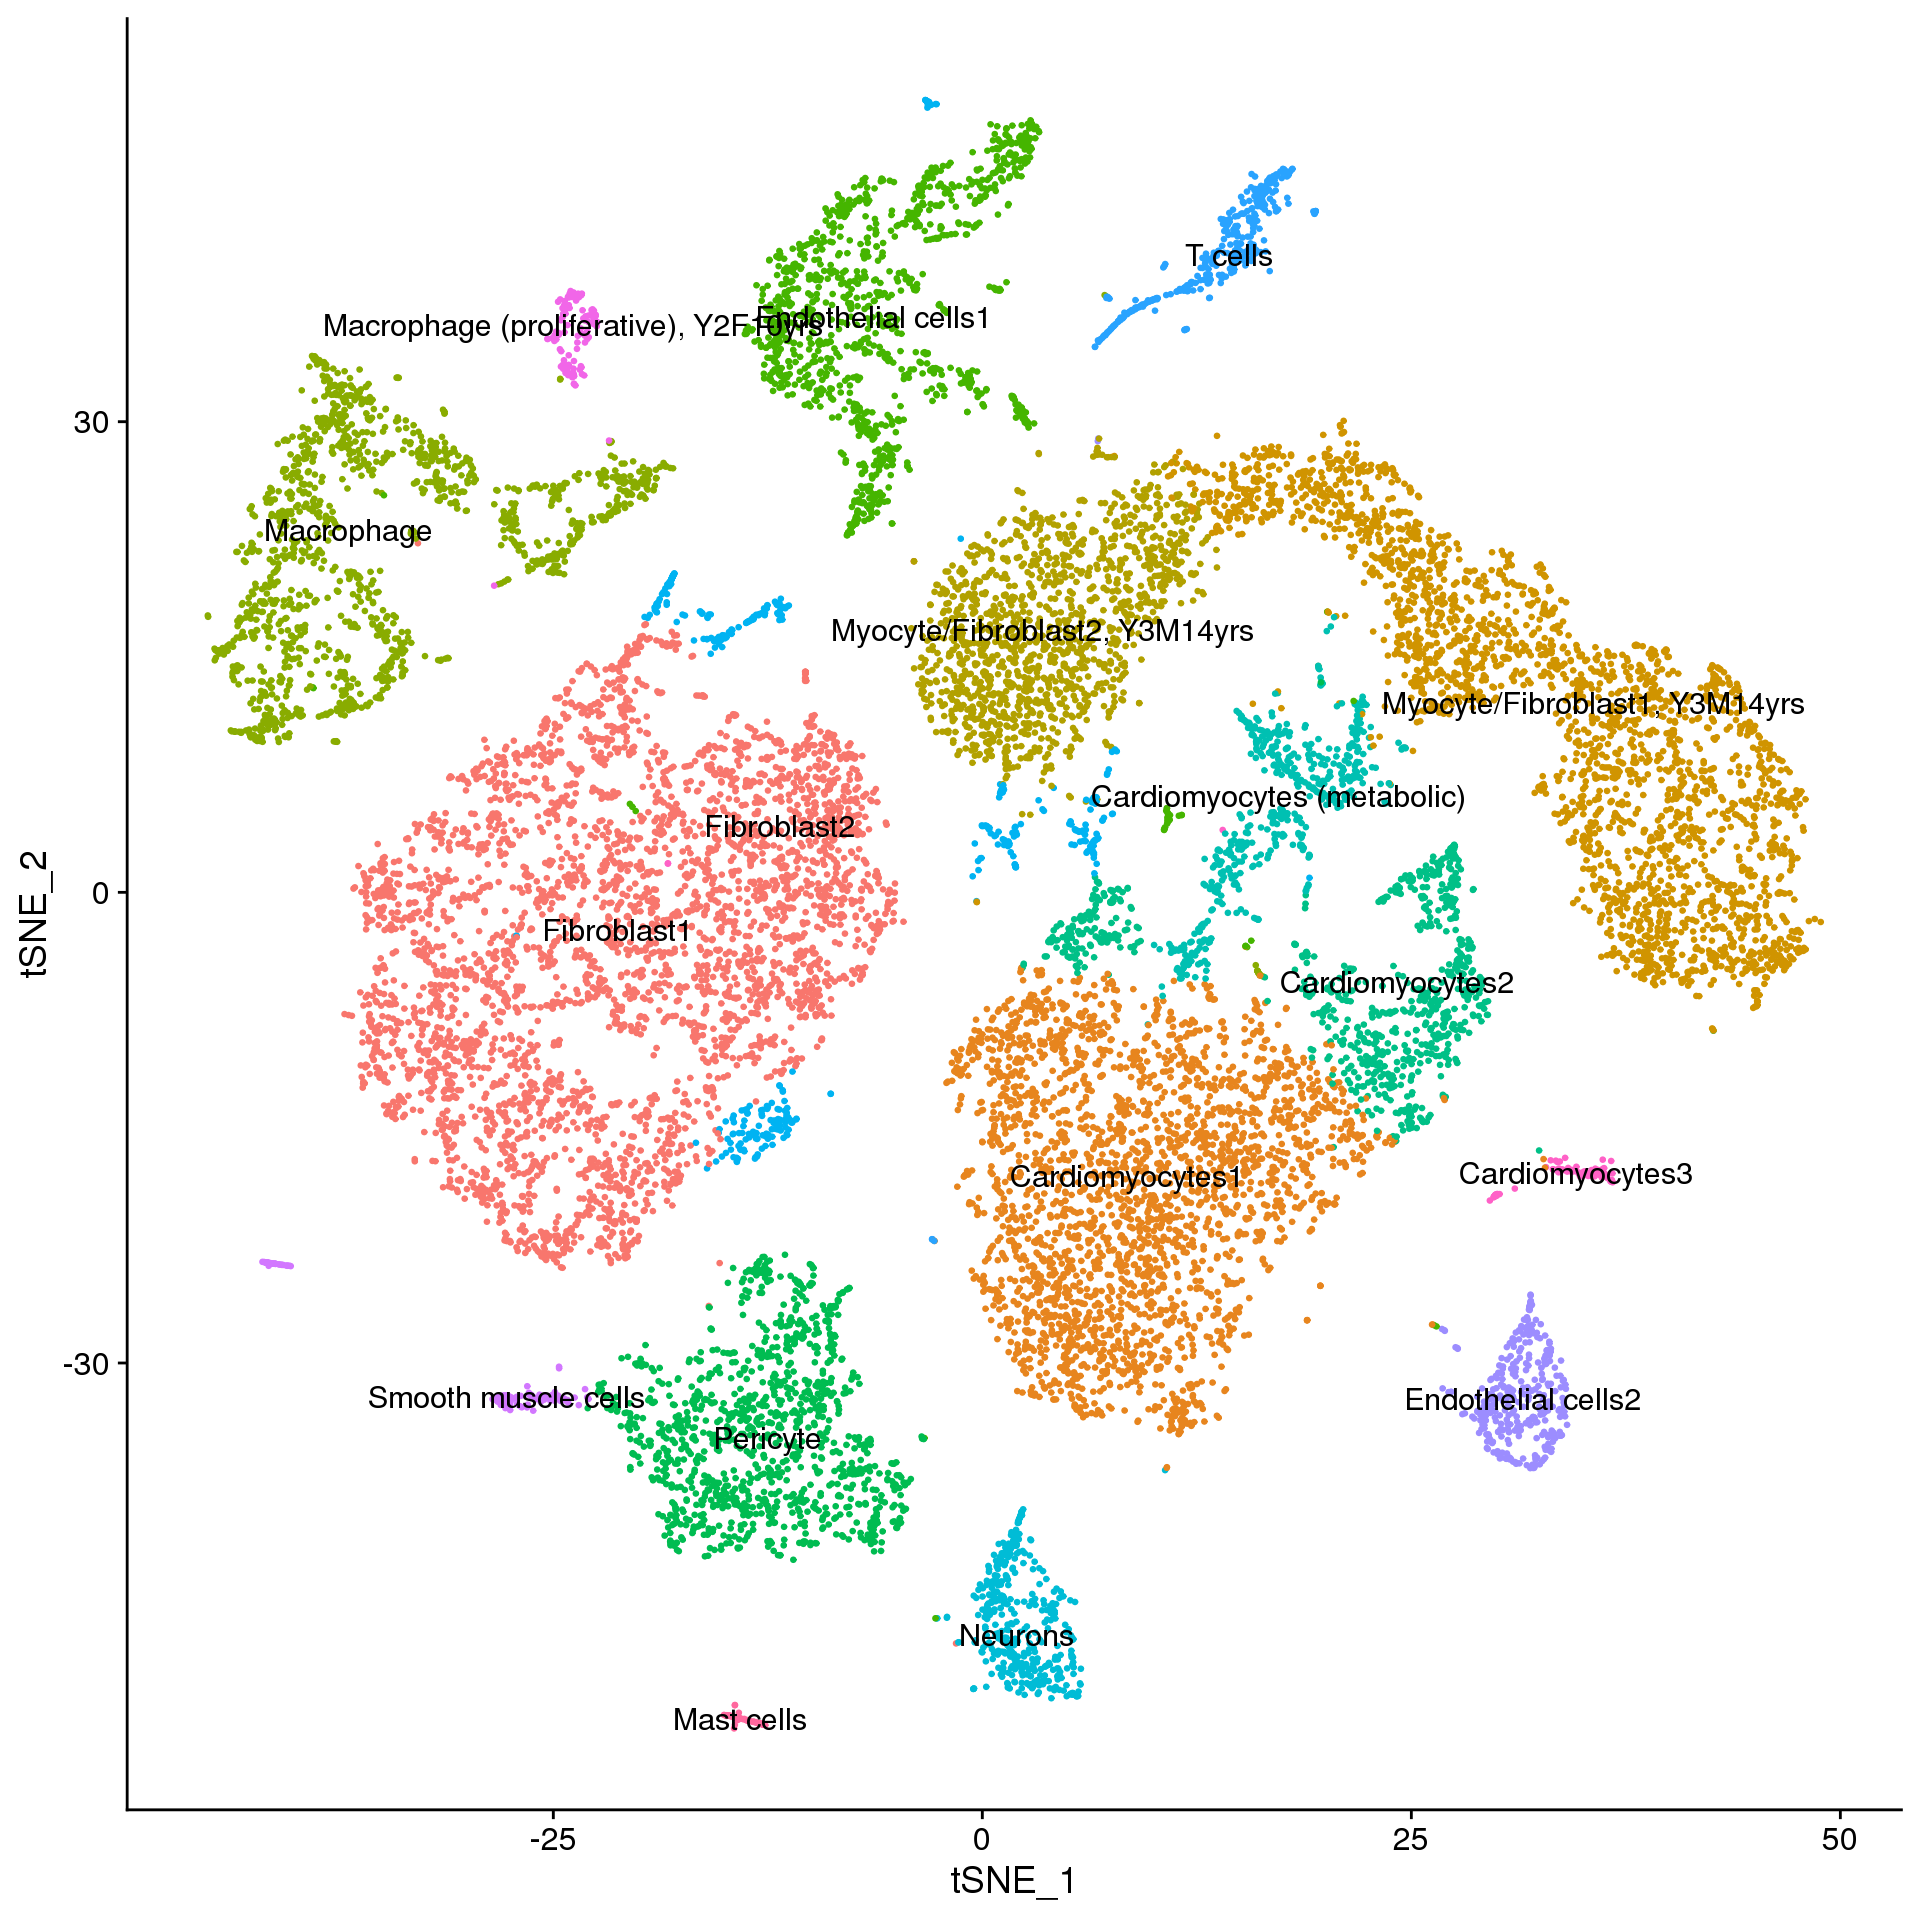 T cells
Endothelial cells1
Macrophage (proliferative), Y2F10yrs
30
Macrophage
Myocyte/Fibroblast2, Y3M14yrs
Myocyte/Fibroblast1, Y3M14yrs
Cardiomyocytes (metabolic)
Fibroblast2
0
tSNE_2
Fibroblast1
Cardiomyocytes2
Cardiomyocytes3
Cardiomyocytes1
-30
Smooth muscle cells
Endothelial cells2
Pericyte
Neurons
Mast cells
-25
0
25
50
tSNE_1